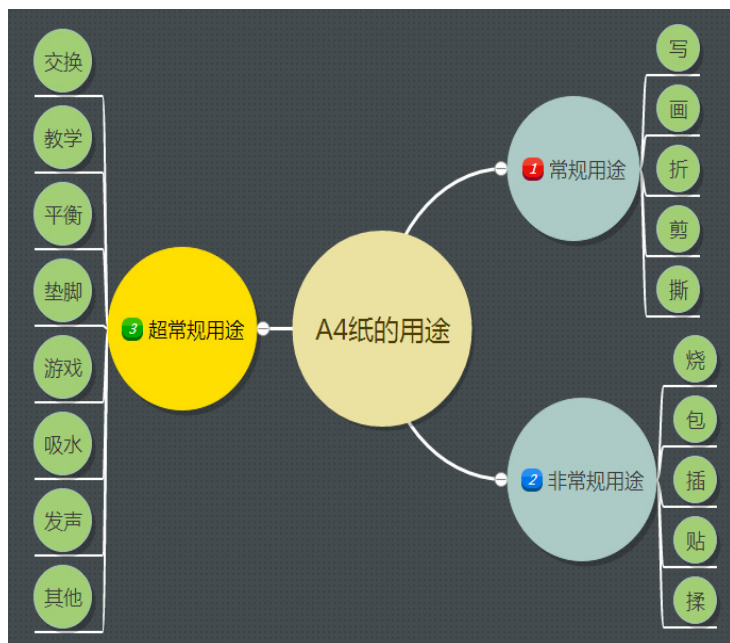 A4纸的用途
1 常规用途
写
画
折
剪
撕
2 非常规用途
烧
包
插
贴
揉
3 超常规用途
交换
教学
平衡
垫脚
游戏
吸水
发声
其他